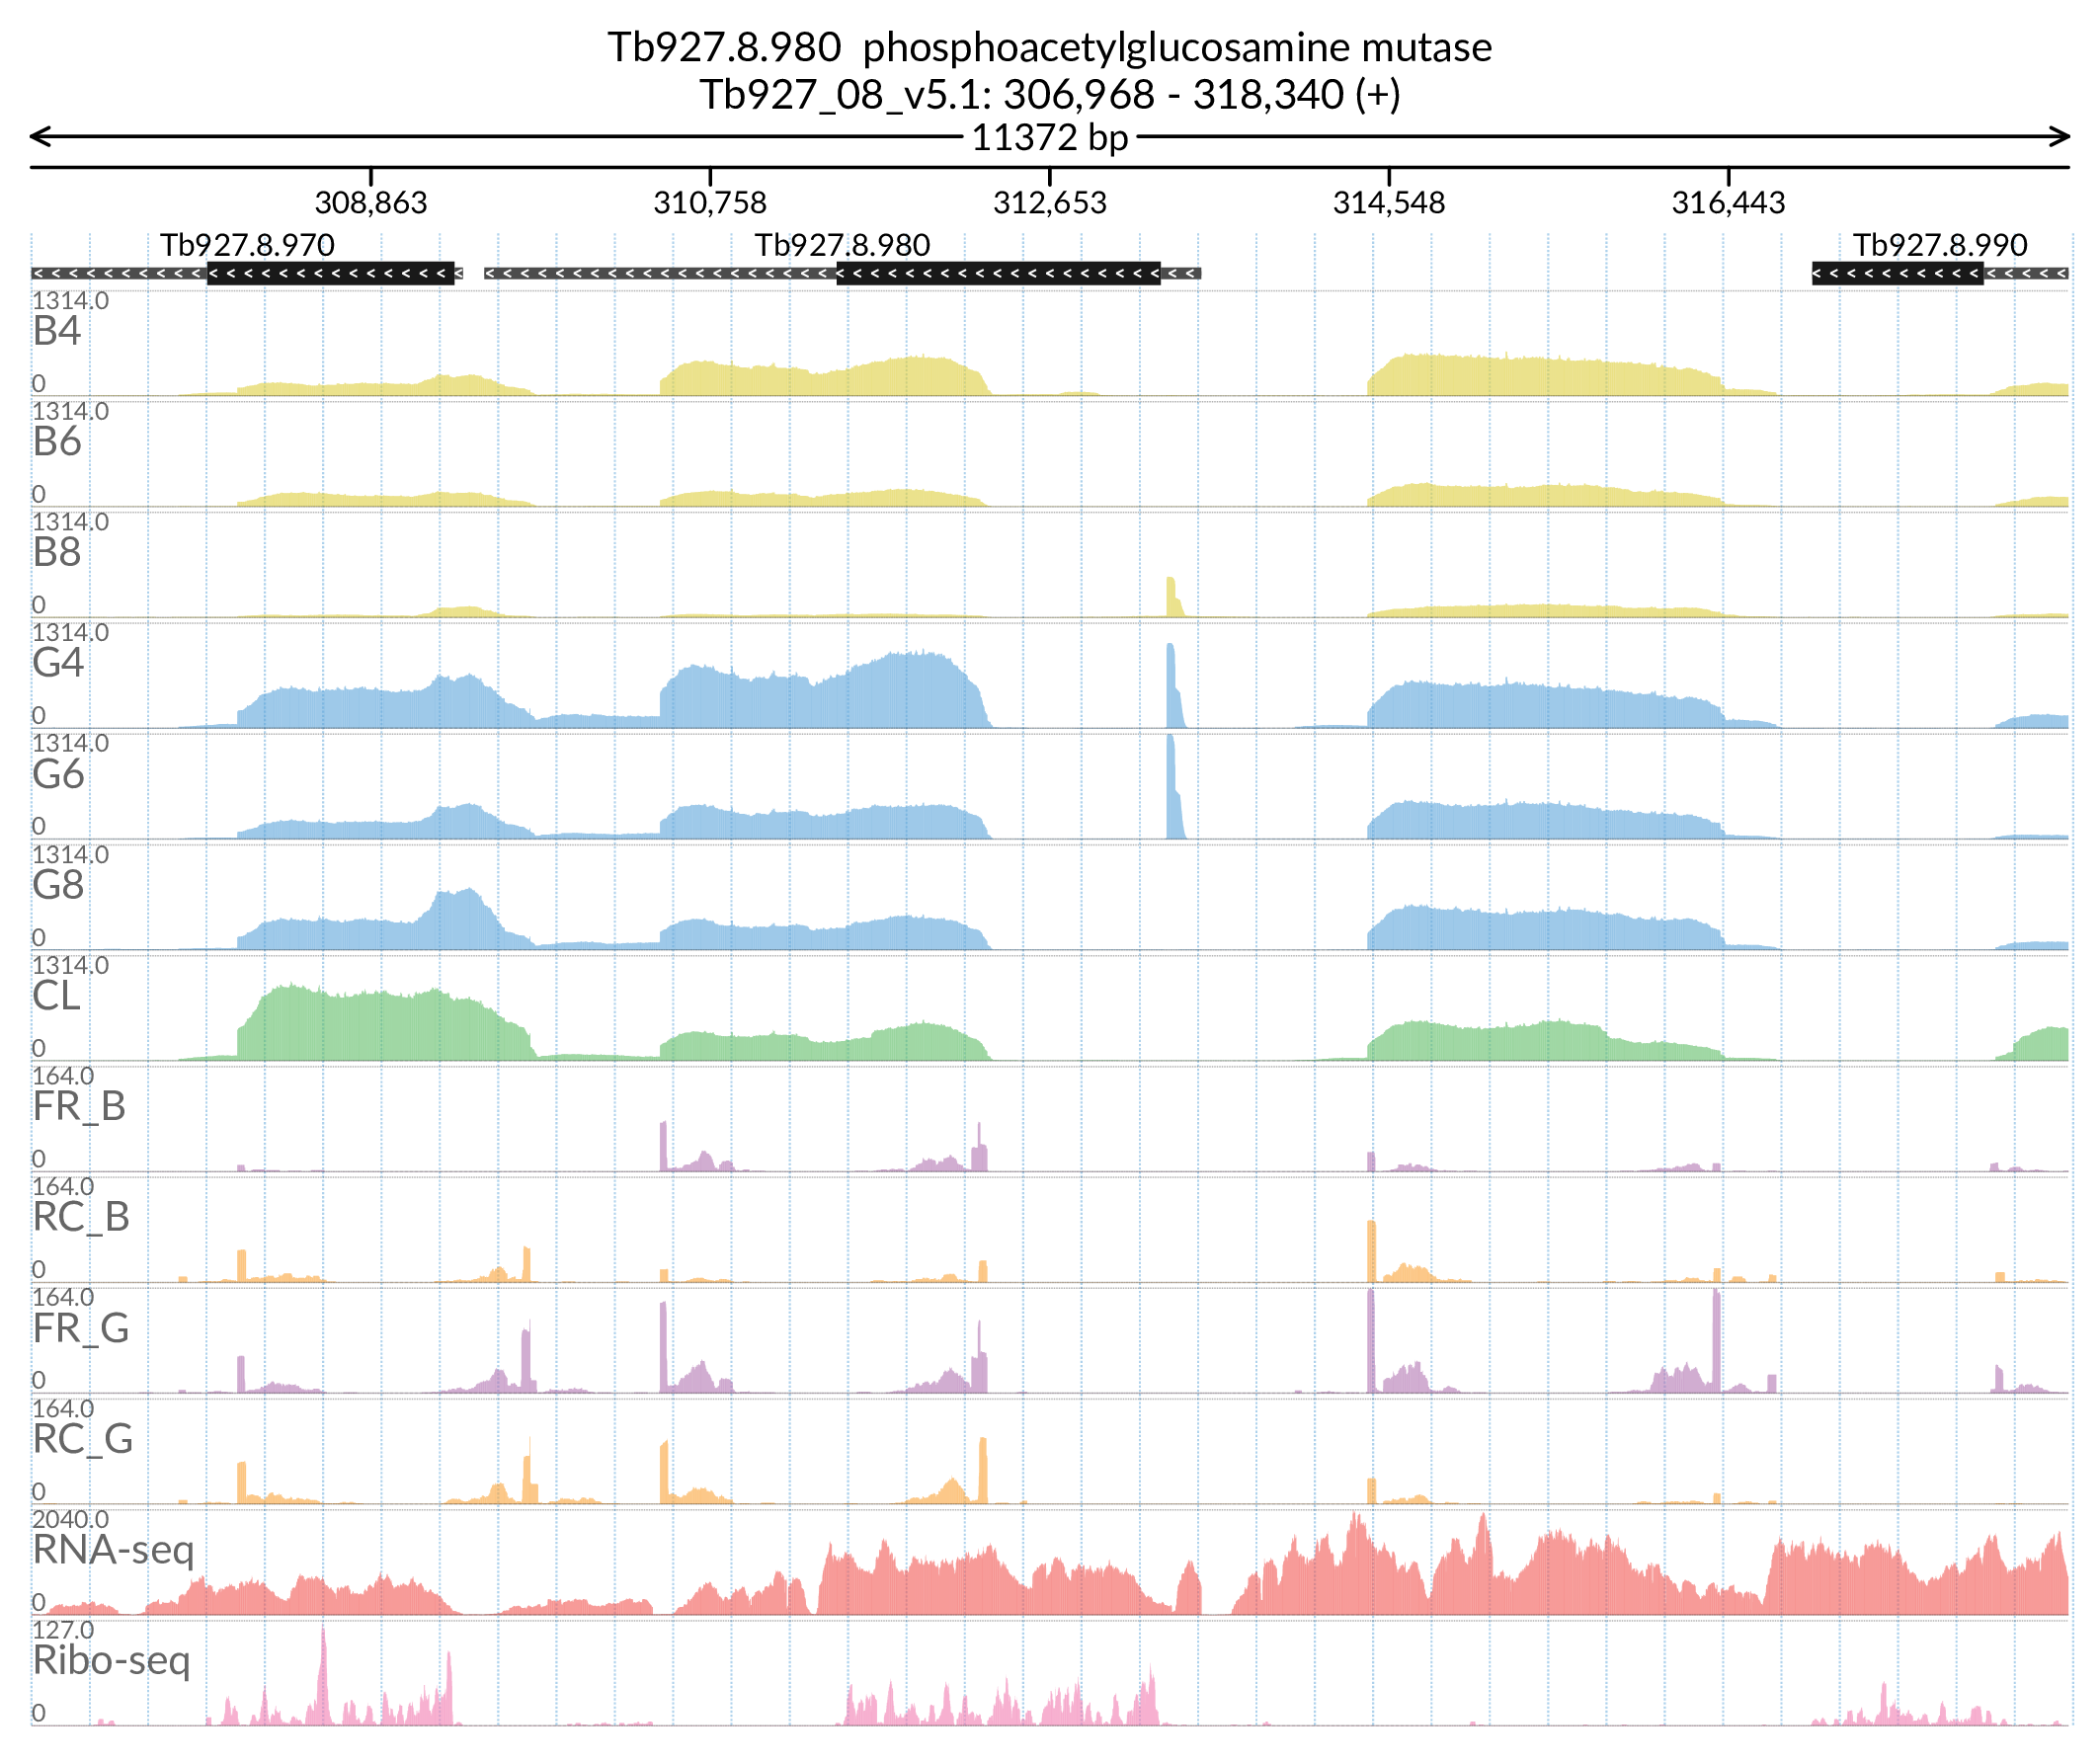 Tb927.8.980 phosphoacetylglucosamine mutase
Tb927_08_v5.1: 306,968 - 318,340 (+)
11372 bp
308,863 310,758 312,653 314,548 316,443
Tb927.8.970 Tb927.8.980 Tb927.8.990
1314.0
B4
0
1314.0
B6
0
1314.0
B8
0
1314.0
G4
0
1314.0
G6
0
1314.0
G8
0
1314.0
CL
0
164.0
FR_B
0
164.0
RC_B
0
164.0
FR_G
0
164.0
RC_G
0
2040.0
RNA-seq
0
127.0
Ribo-seq
0